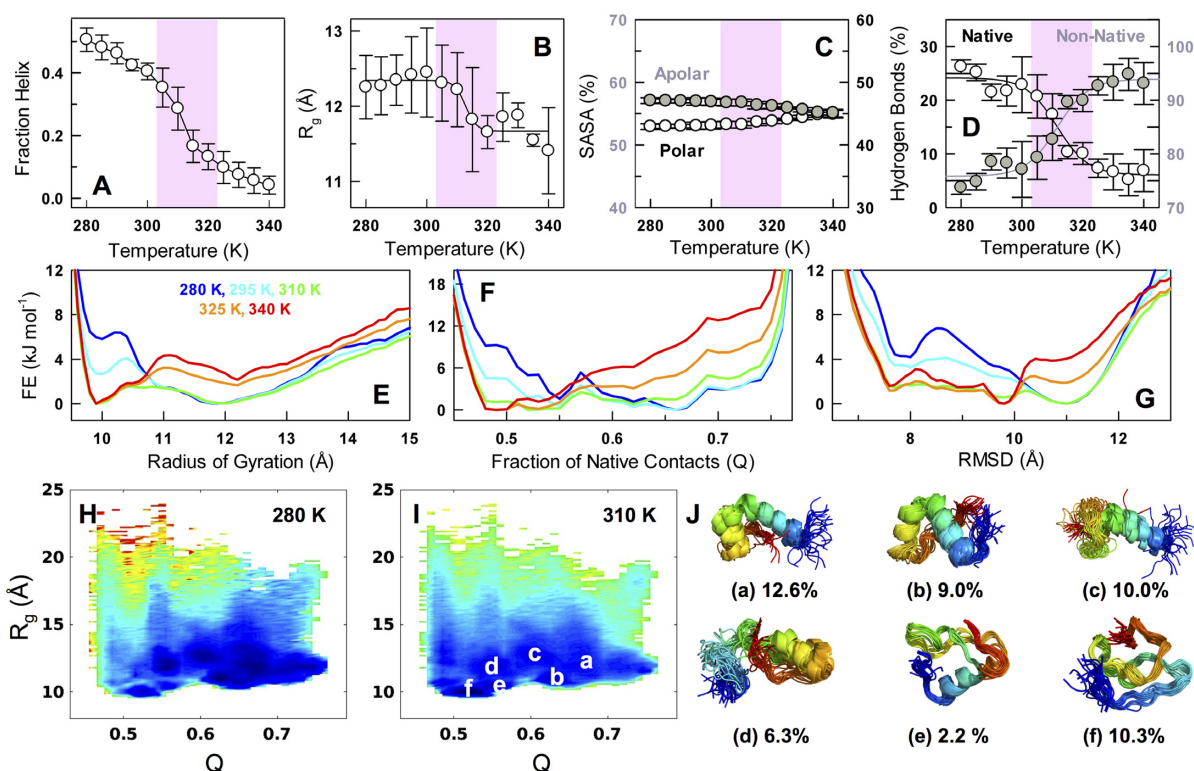 A
Fraction Helix
0.4
0.2
0.0
280
300
320
340
Temperature (K)
B
Rg (Å)
13
12
11
280
300
320
340
Temperature (K)
C
SASA (%)
70
60
50
40
60
50
40
30
Apolar
Polar
280
300
320
340
Temperature (K)
D
Hydrogen Bonds (%)
30
20
10
0
100
90
80
70
Native
Non-Native
280
300
320
340
Temperature (K)
E
FE (kJ mol-1)
12
8
4
0
280 K, 295 K, 310 K
325 K, 340 K
10
11
12
13
14
15
Radius of Gyration (Å)
F
18
12
6
0
0.5
0.6
0.7
Fraction of Native Contacts (Q)
G
12
8
4
0
8
10
12
RMSD (Å)
H
280 K
Rg (Å)
25
20
15
10
0.5
0.6
0.7
Q
I
310 K
25
20
15
10
a
b
c
d
e
f
0.5
0.6
0.7
Q
J
(a) 12.6%
(b) 9.0%
(c) 10.0%
(d) 6.3%
(e) 2.2 %
(f) 10.3%